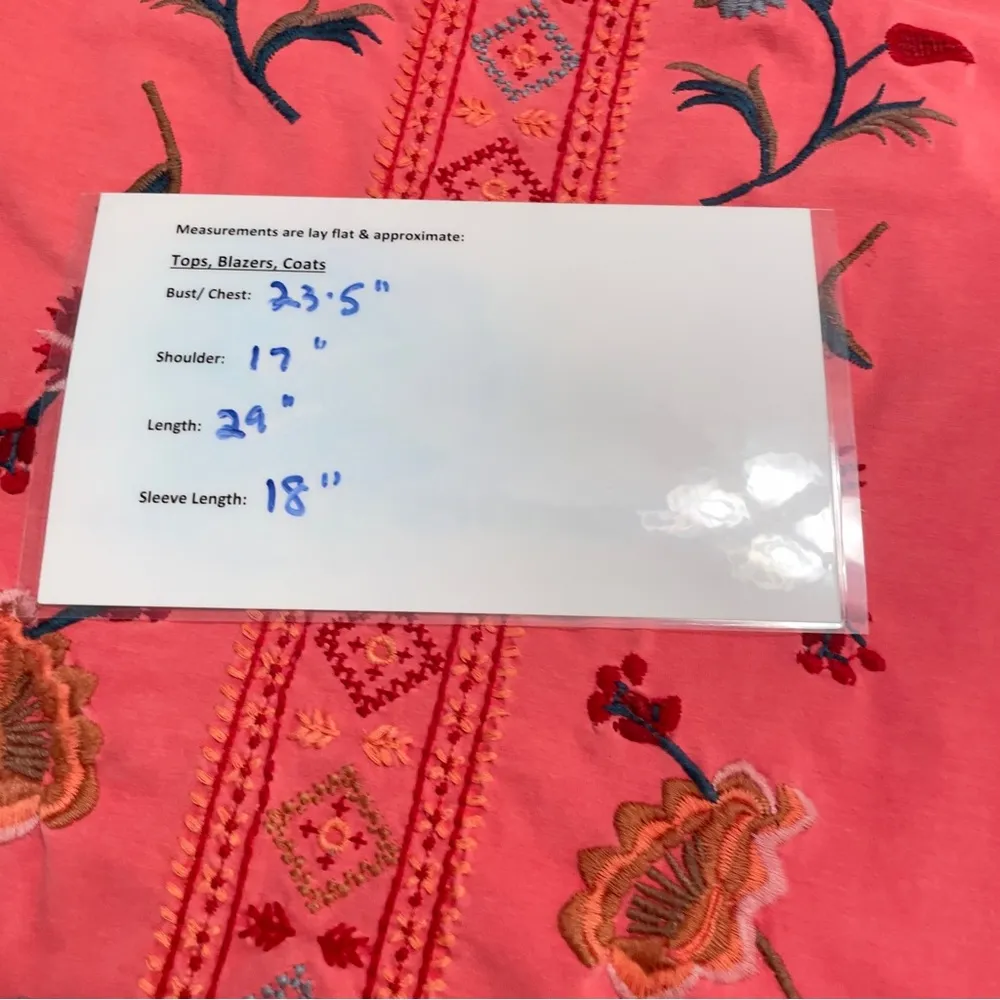 Measurements are lay flat & approximate:
Tops, Blazers, Coats
Bust/ Chest: 23.5"
Shoulder: 17"
Length: 29"
Sleeve Length: 18"